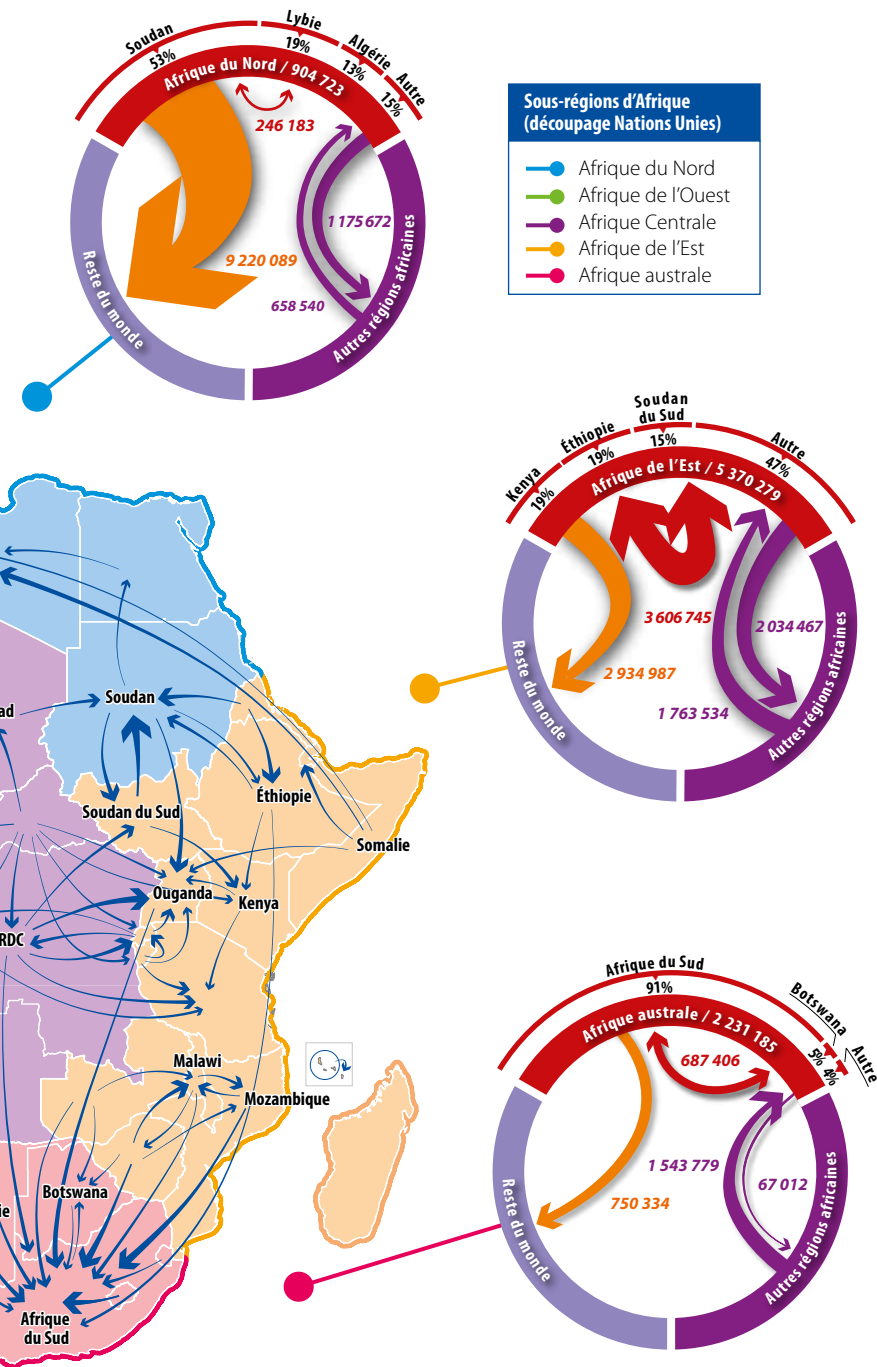 Soudan
53%
Lybie
19%
Algérie
13%
Autre
15%
Afrique du Nord / 904 723
246 183
1 175 672
9 220 089
658 540
Reste du monde
Autres régions africaines
Sous-régions d'Afrique
(découpage Nations Unies)
Afrique du Nord
Afrique de l'Ouest
Afrique Centrale
Afrique de l'Est
Afrique australe
Kenya
19%
Éthiopie
19%
Soudan
du Sud
15%
Autre
47%
Afrique de l'Est / 5 370 279
3 606 745
2 034 467
2 934 987
1 763 534
Reste du monde
Autres régions africaines
Soudan
ad
Éthiopie
Soudan du Sud
Somalie
Ouganda
Kenya
RDC
Malawi
Mozambique
Botswana
ie
Afrique
du Sud
Afrique du Sud
91%
Botswana
5%
Autre
4%
Afrique australe / 2 231 185
687 406
1 543 779
67 012
750 334
Reste du monde
Autres régions africaines